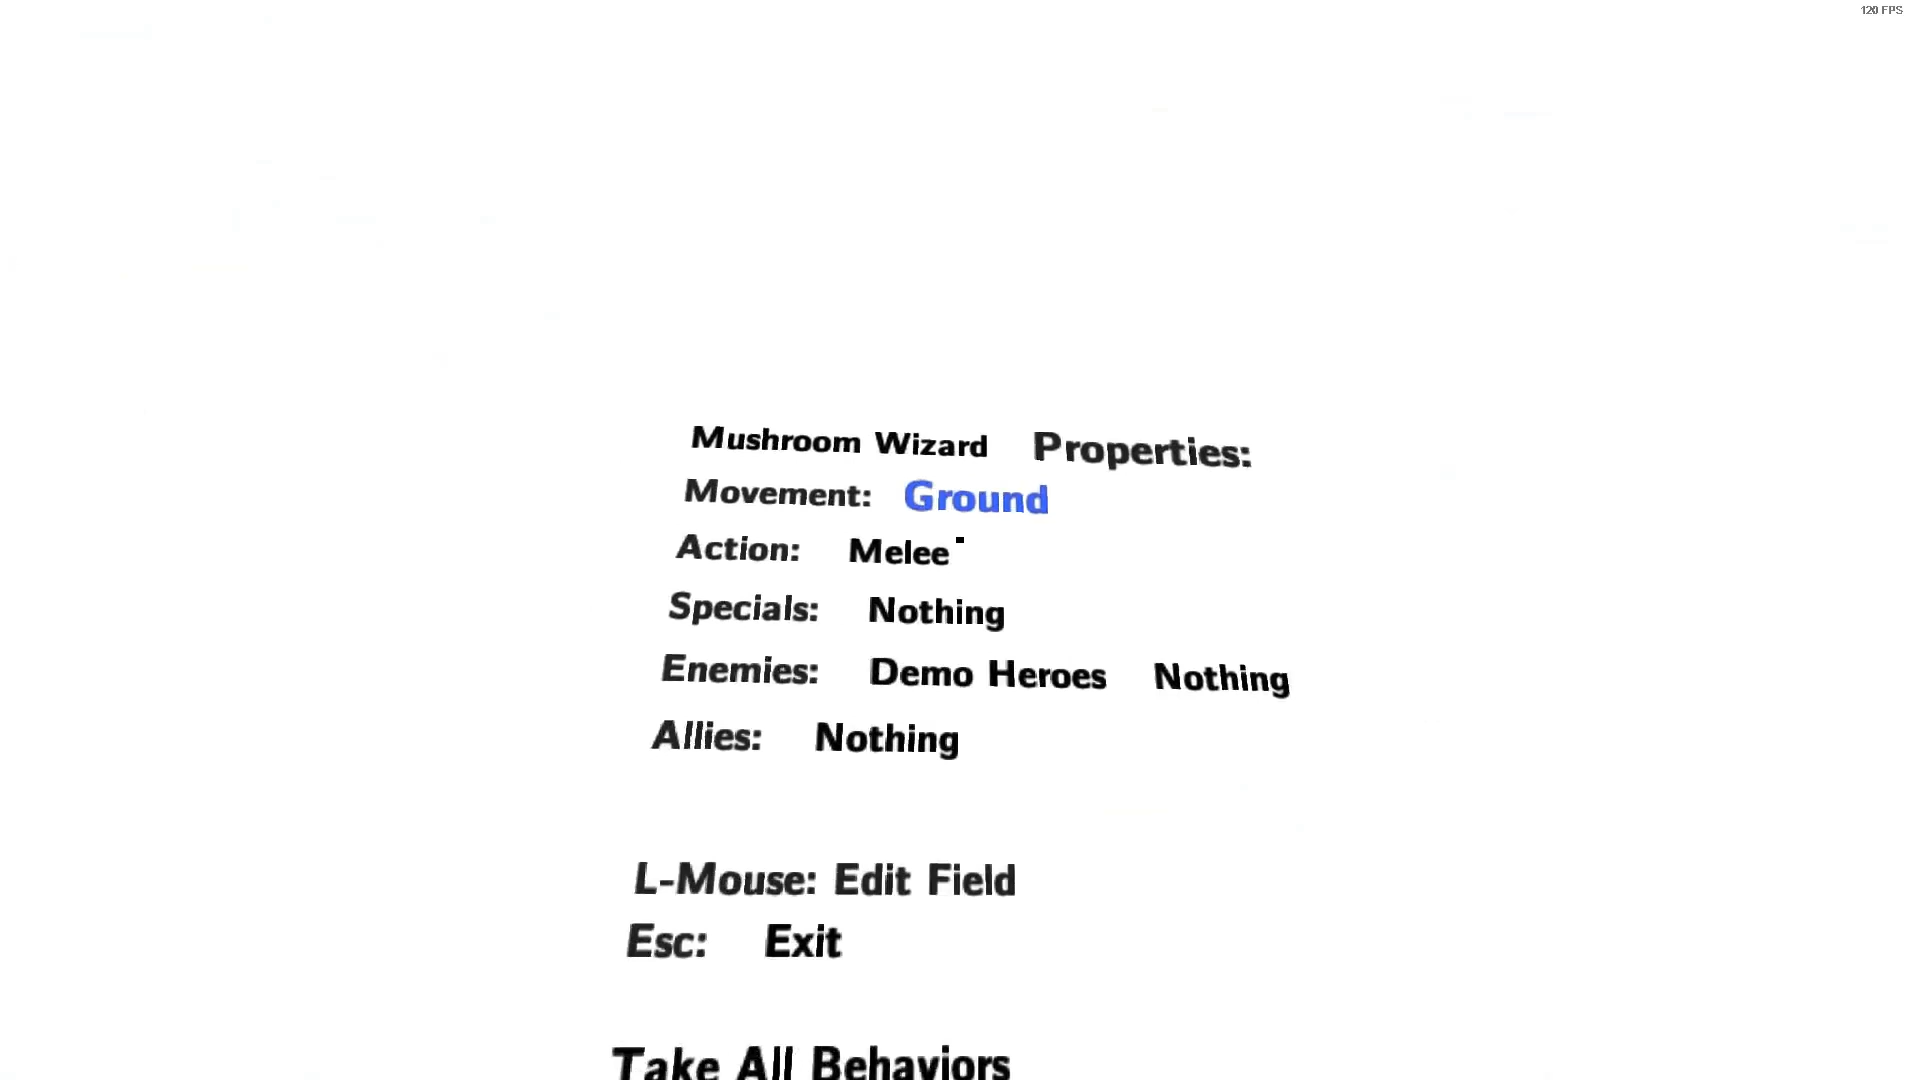 120 FPS
Mushroom Wizard Properties:
Movement: Ground
Action: Melee
Specials: Nothing
Enemies: Demo Heroes Nothing
Allies: Nothing
L-Mouse: Edit Field
Esc: Exit
Take All Behaviors